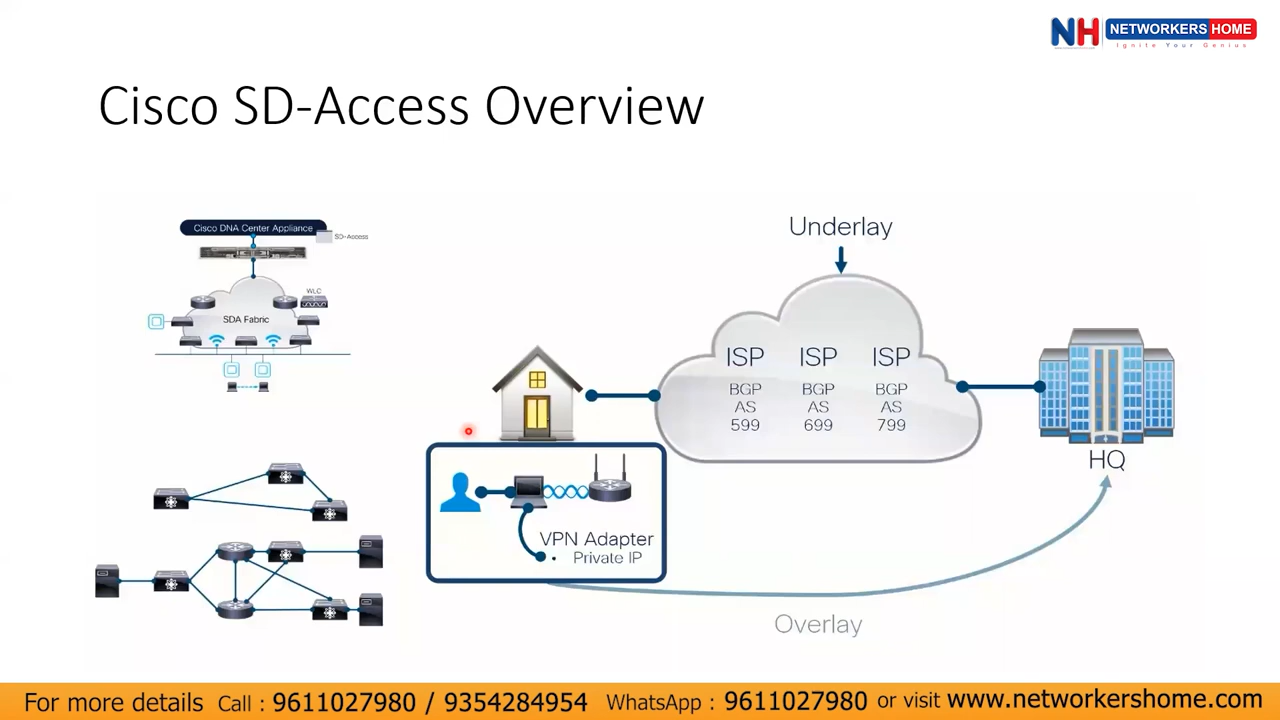 NH NETWORKERS HOME
Ignite Your Genius
Cisco SD-Access Overview
Cisco DNA Center Appliance
SD-Access
WLC
SDA Fabric
Underlay
ISP ISP ISP
BGP BGP BGP
AS AS AS
599 699 799
HQ
VPN Adapter
• Private IP
Overlay
For more details Call : 9611027980 / 9354284954 WhatsApp : 9611027980 or visit www.networkershome.com